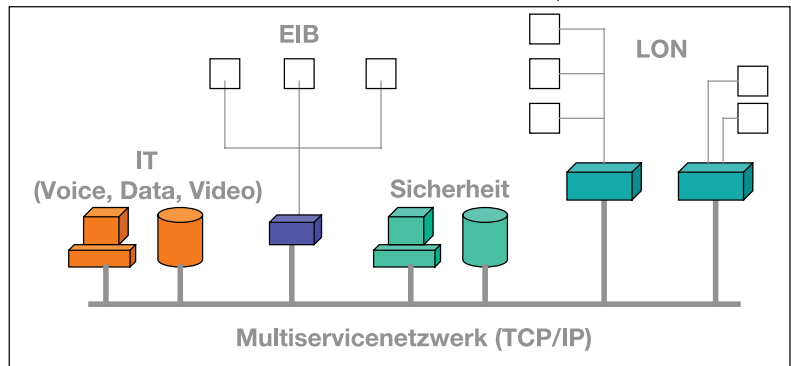 EIB
LON
IT
(Voice, Data, Video)
Sicherheit
Multiservicenetzwerk (TCP/IP)